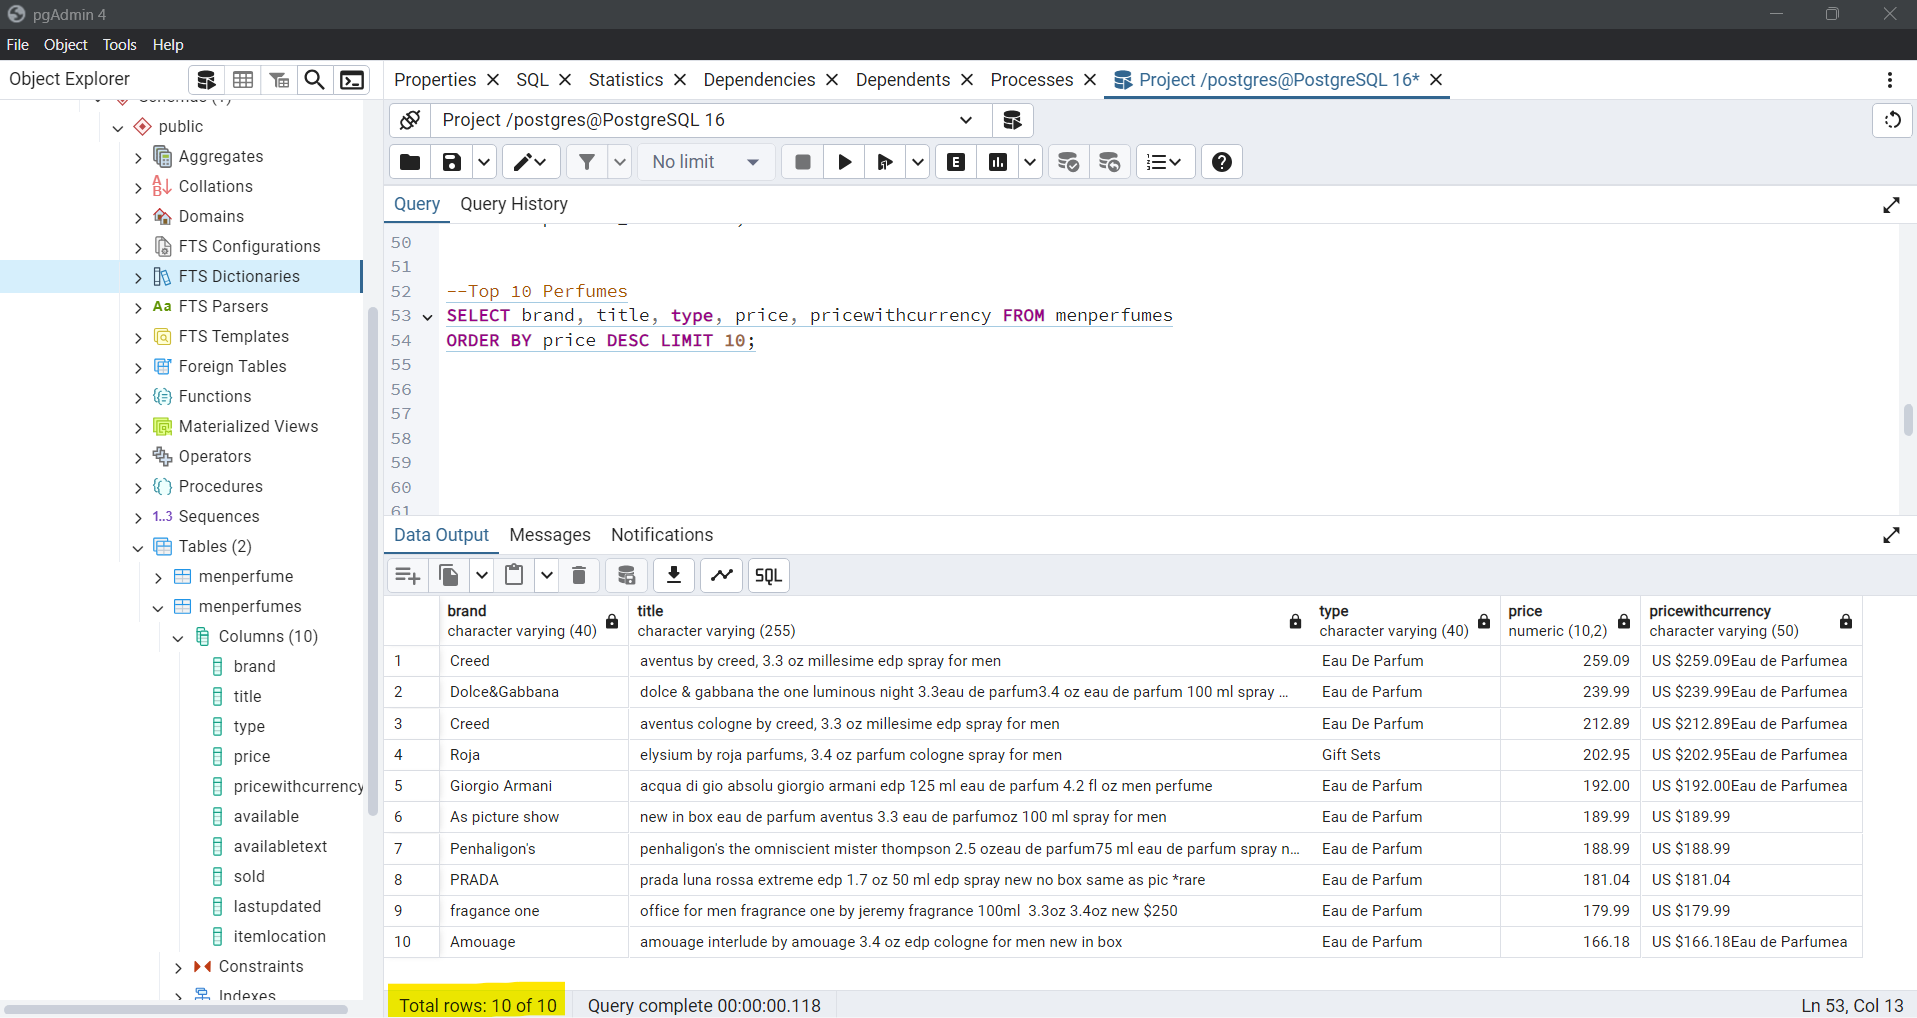 pgAdmin 4
File Object Tools Help
Object Explorer
Properties SQL Statistics Dependencies Dependents Processes Project /postgres@PostgreSQL 16*
public
Aggregates
Collations
Domains
FTS Configurations
FTS Dictionaries
Aa FTS Parsers
FTS Templates
Foreign Tables
Functions
Materialized Views
Operators
Procedures
1..3 Sequences
Tables (2)
menperfume
menperfumes
Columns (10)
brand
title
type
price
pricewithcurrency
available
availabletext
sold
lastupdated
itemlocation
Constraints
Indexes
Project /postgres@PostgreSQL 16
No limit
E
Query Query History
50
51
52 --Top 10 Perfumes
53 SELECT brand, title, type, price, pricewithcurrency FROM menperfumes
54 ORDER BY price DESC LIMIT 10;
55
56
57
58
59
60
61
Data Output Messages Notifications
SQL
brand title type price pricewithcurrency
character varying (40) character varying (255) character varying (40) numeric (10,2) character varying (50)
1 Creed aventus by creed, 3.3 oz millesime edp spray for men Eau De Parfum 259.09 US $259.09Eau de Parfumea
2 Dolce&Gabbana dolce & gabbana the one luminous night 3.3eau de parfum3.4 oz eau de parfum 100 ml spray ... Eau de Parfum 239.99 US $239.99Eau de Parfumea
3 Creed aventus cologne by creed, 3.3 oz millesime edp spray for men Eau De Parfum 212.89 US $212.89Eau de Parfumea
4 Roja elysium by roja parfums, 3.4 oz parfum cologne spray for men Gift Sets 202.95 US $202.95Eau de Parfumea
5 Giorgio Armani acqua di gio absolu giorgio armani edp 125 ml eau de parfum 4.2 fl oz men perfume Eau de Parfum 192.00 US $192.00Eau de Parfumea
6 As picture show new in box eau de parfum aventus 3.3 eau de parfumoz 100 ml spray for men Eau de Parfum 189.99 US $189.99
7 Penhaligon's penhaligon's the omniscient mister thompson 2.5 ozeau de parfum75 ml eau de parfum spray n... Eau de Parfum 188.99 US $188.99
8 PRADA prada luna rossa extreme edp 1.7 oz 50 ml edp spray new no box same as pic *rare Eau de Parfum 181.04 US $181.04
9 fragance one office for men fragrance one by jeremy fragrance 100ml 3.3oz 3.4oz new $250 Eau de Parfum 179.99 US $179.99
10 Amouage amouage interlude by amouage 3.4 oz edp cologne for men new in box Eau de Parfum 166.18 US $166.18Eau de Parfumea
Total rows: 10 of 10 Query complete 00:00:00.118 Ln 53, Col 13